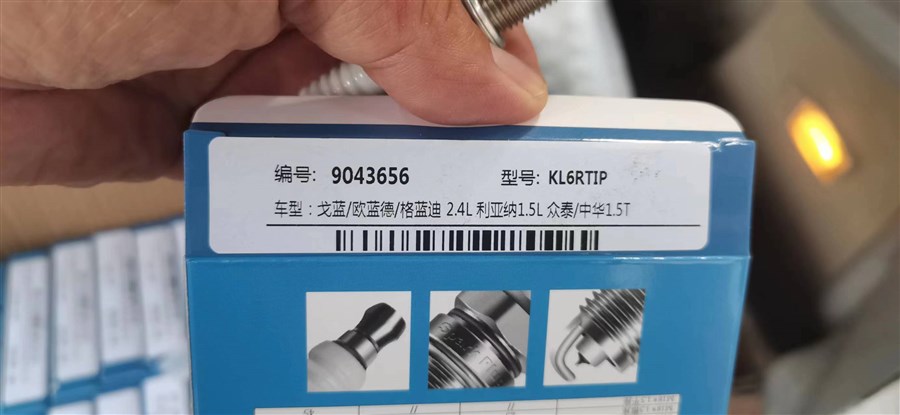 编号: 9043656 型号: KL6RTIP
车型：戈蓝/欧蓝德/格蓝迪 2.4L 利亚纳1.5L 众泰/中华1.5T